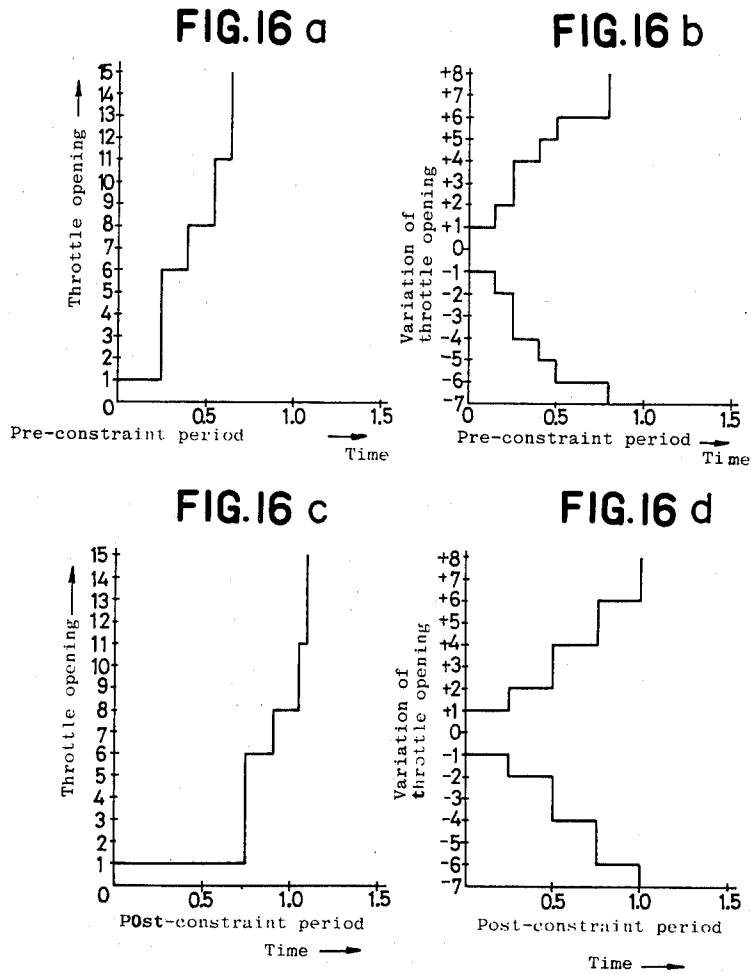 FIG.16 a
Throttle opening
15
14
13
12
11
10
9
8
7
6
5
4
3
2
1
0
0 0.5 1.0 1.5
Pre-constraint period
Time
FIG.16 b
Variation of
throttle opening
+8
+7
+6
+5
+4
+3
+2
+1
0
-1
-2
-3
-4
-5
-6
-7
0 0.5 1.0 1.5
Pre-constraint period
Time
FIG.16 c
Throttle opening
15
14
13
12
11
10
9
8
7
6
5
4
3
2
1
0
0 0.5 1.0 1.5
POst-constraint period
Time
FIG.16 d
Variation of
throttle opening
+8
+7
+6
+5
+4
+3
+2
+1
0
-1
-2
-3
-4
-5
-6
-7
0 0.5 1.0 1.5
Post-constraint period
Time